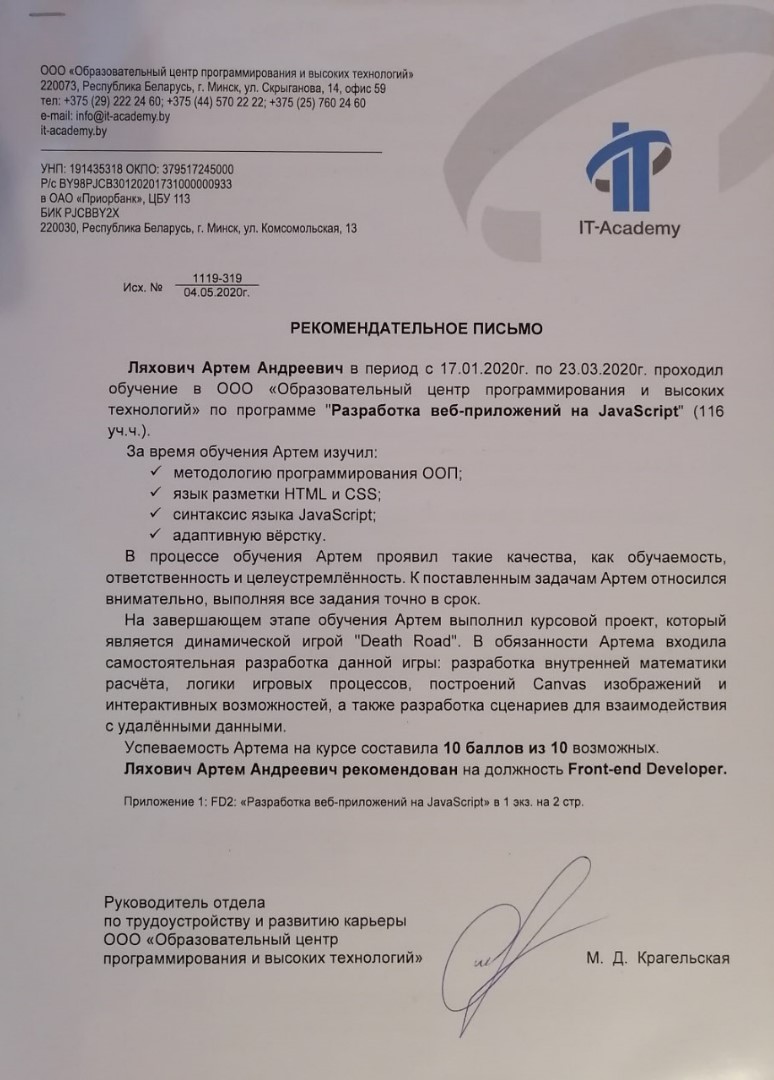 ООО «Образовательный центр программирования и высоких технологий»
220073, Республика Беларусь, г. Минск, ул. Скрыганова, 14, офис 59
тел: +375 (29) 222 24 60; +375 (44) 570 22 22; +375 (25) 760 24 60
e-mail: info@it-academy.by
it-academy.by
УНП: 191435318 ОКПО: 379517245000
Р/с BY98PJCB30120201731000000933
в ОАО «Приорбанк», ЦБУ 113
БИК PJCBBY2X
220030, Республика Беларусь, г. Минск, ул. Комсомольская, 13
iT
IT-Academy
Исх. № 1119-319
04.05.2020г.
РЕКОМЕНДАТЕЛЬНОЕ ПИСЬМО
Ляхович Артем Андреевич в период с 17.01.2020г. по 23.03.2020г. проходил
обучение в ООО «Образовательный центр программирования и высоких
технологий» по программе "Разработка веб-приложений на JavaScript" (116
уч.ч.).
За время обучения Артем изучил:
✓ методологию программирования ООП;
✓ язык разметки HTML и CSS;
✓ синтаксис языка JavaScript;
✓ адаптивную вёрстку.
В процессе обучения Артем проявил такие качества, как обучаемость,
ответственность и целеустремлённость. К поставленным задачам Артем относился
внимательно, выполняя все задания точно в срок.
На завершающем этапе обучения Артем выполнил курсовой проект, который
является динамической игрой "Death Road". В обязанности Артема входила
самостоятельная разработка данной игры: разработка внутренней математики
расчёта, логики игровых процессов, построений Canvas изображений и
интерактивных возможностей, а также разработка сценариев для взаимодействия
с удалёнными данными.
Успеваемость Артема на курсе составила 10 баллов из 10 возможных.
Ляхович Артем Андреевич рекомендован на должность Front-end Developer.
Приложение 1: FD2: «Разработка веб-приложений на JavaScript» в 1 экз. на 2 стр.
Руководитель отдела
по трудоустройству и развитию карьеры
ООО «Образовательный центр
программирования и высоких технологий»
М. Д. Крагельская